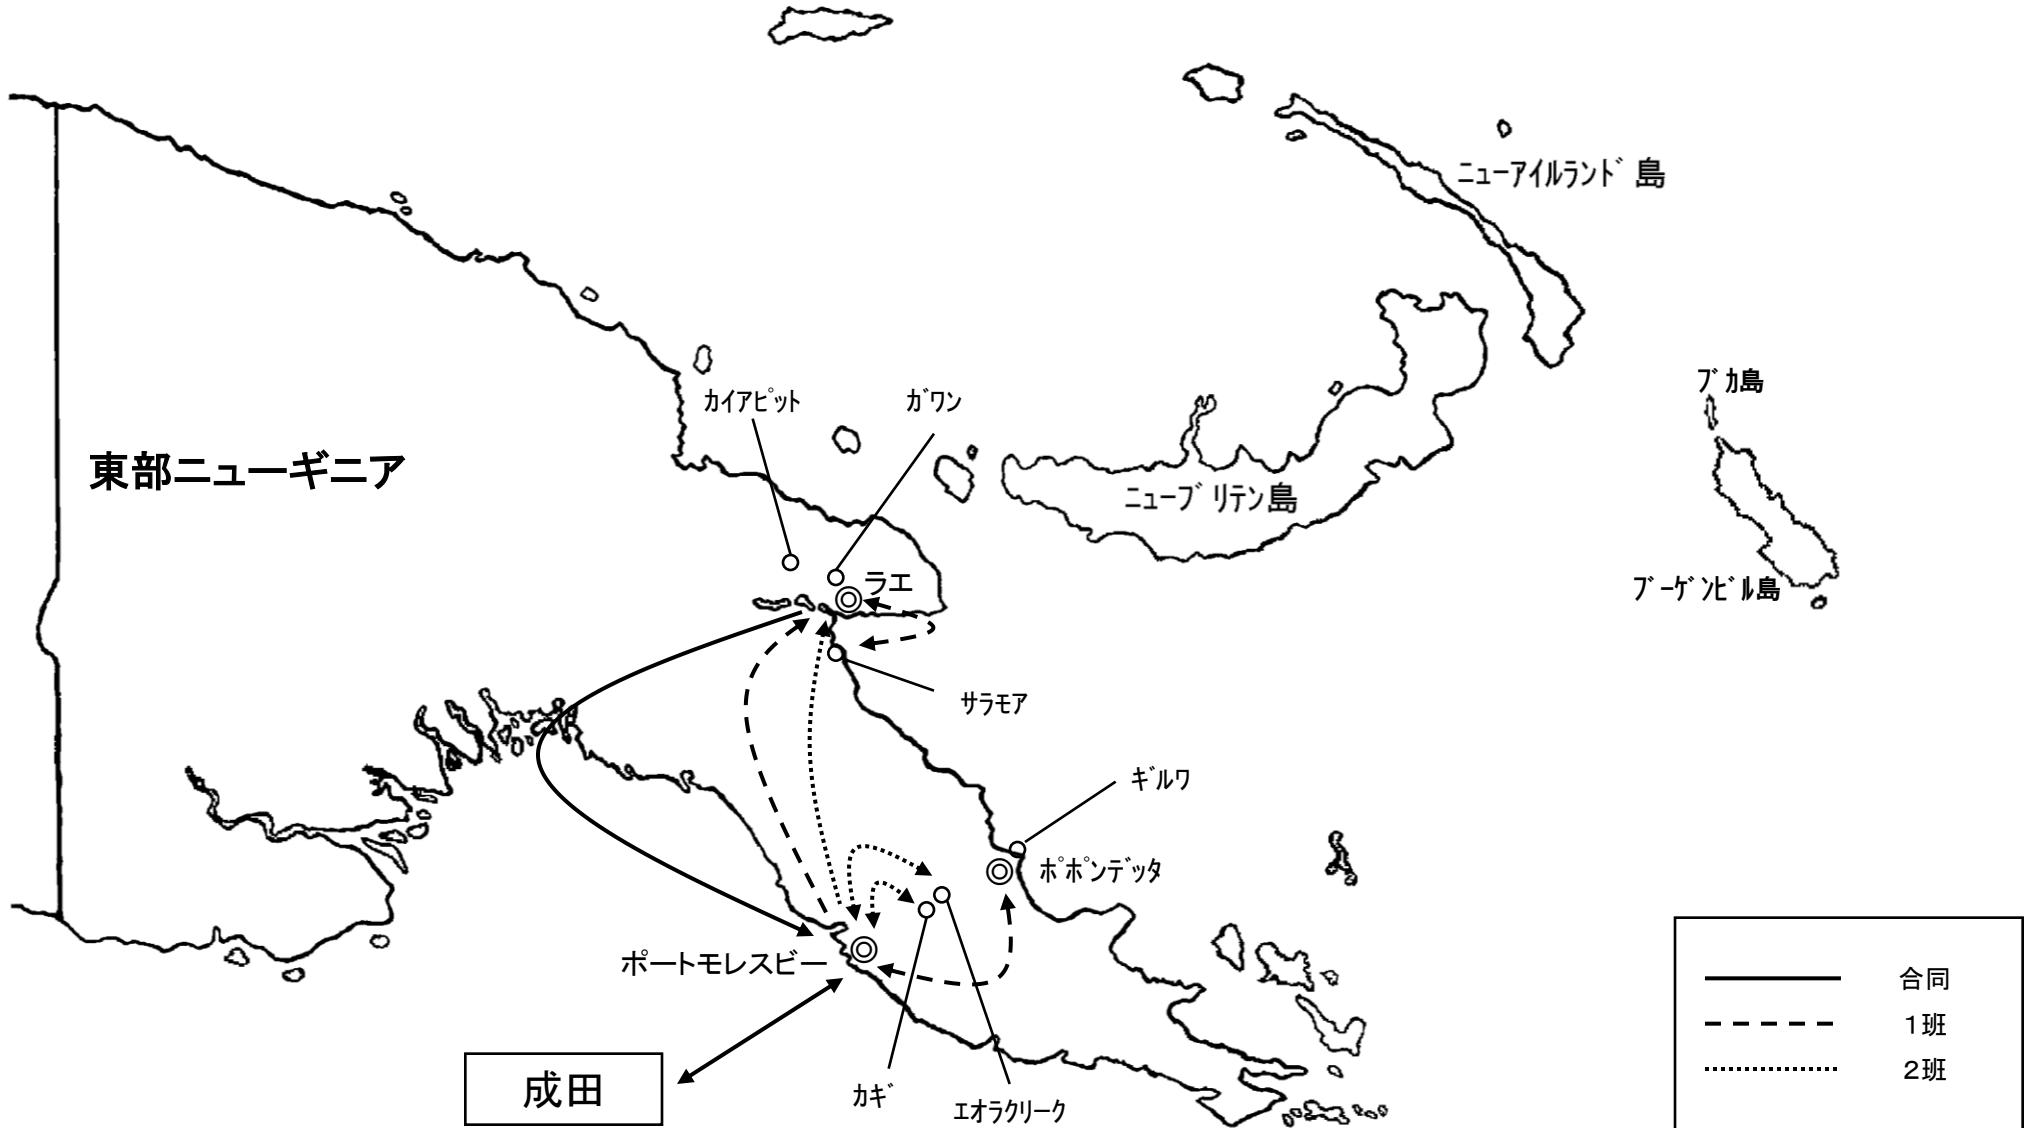 ニューアイルランド島
ブカ島
カイアピット
ガワン
東部ニューギニア
ニューブリテン島
ラエ
ブーゲンビル島
サラモア
ギルワ
ポポンデッタ
ポートモレスビー
合同
1班
2班
成田
カギ
エオラクリーク